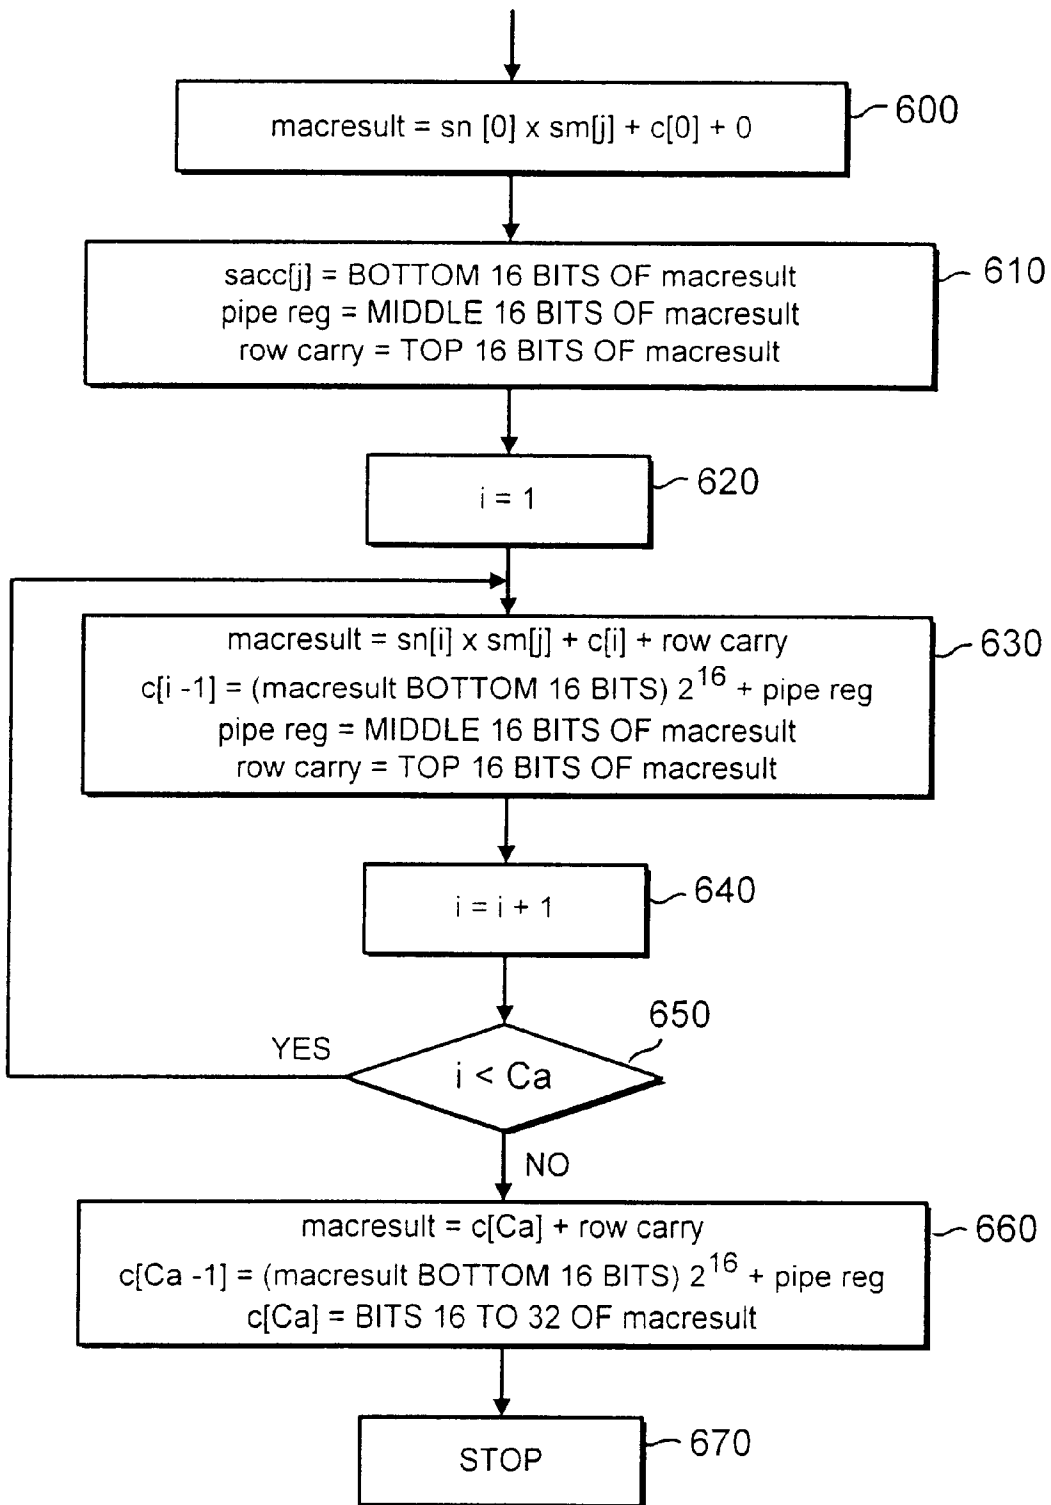 macresult = sn [0] x sm[j] + c[0] + 0
600
sacc[j] = BOTTOM 16 BITS OF macresult
pipe reg = MIDDLE 16 BITS OF macresult
row carry = TOP 16 BITS OF macresult
610
i = 1
620
macresult = sn[i] x sm[j] + c[i] + row carry
c[i -1] = (macresult BOTTOM 16 BITS) 2^16 + pipe reg
pipe reg = MIDDLE 16 BITS OF macresult
row carry = TOP 16 BITS OF macresult
630
i = i + 1
640
650
YES
i < Ca
NO
macresult = c[Ca] + row carry
c[Ca -1] = (macresult BOTTOM 16 BITS) 2^16 + pipe reg
c[Ca] = BITS 16 TO 32 OF macresult
660
STOP
670